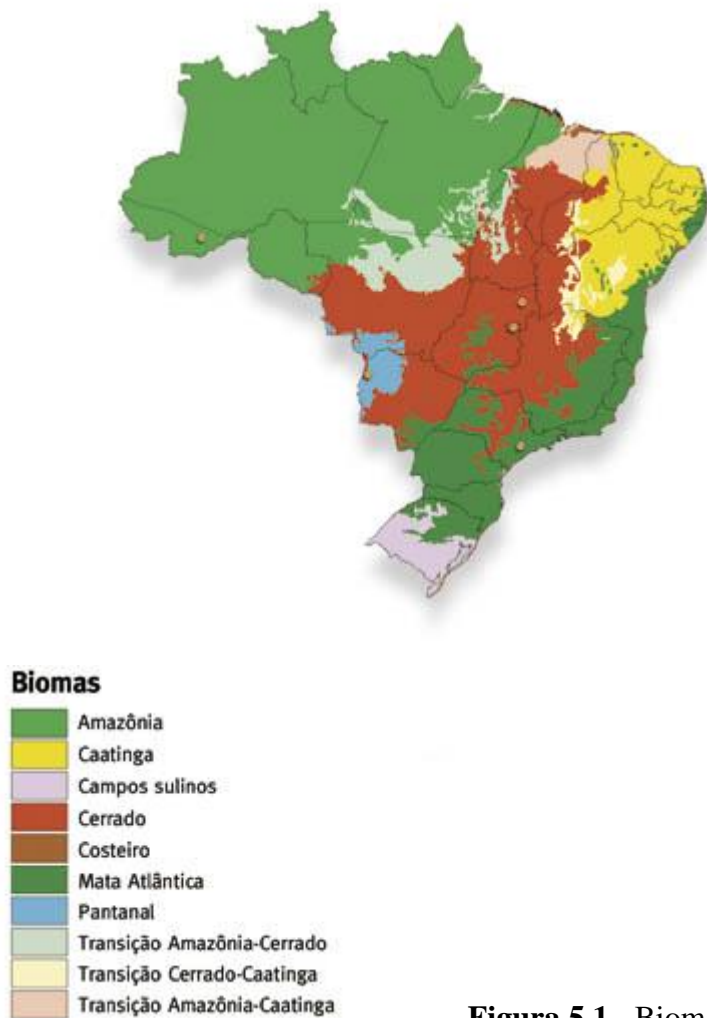 Biomas
Amazônia
Caatinga
Campos sulinos
Cerrado
Costeiro
Mata Atlântica
Pantanal
Transição Amazônia-Cerrado
Transição Cerrado-Caatinga
Transição Amazônia-Caatinga
Figura 5.1